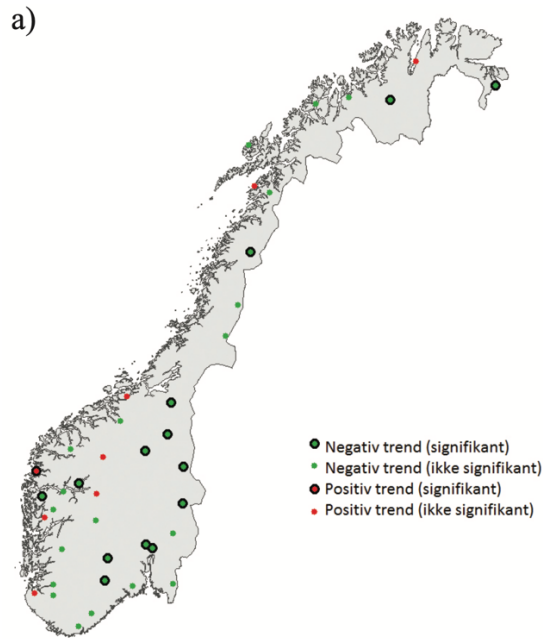 a)
Negativ trend (signifikant)
Negativ trend (ikke signifikant)
Positiv trend (signifikant)
Positiv trend (ikke signifikant)